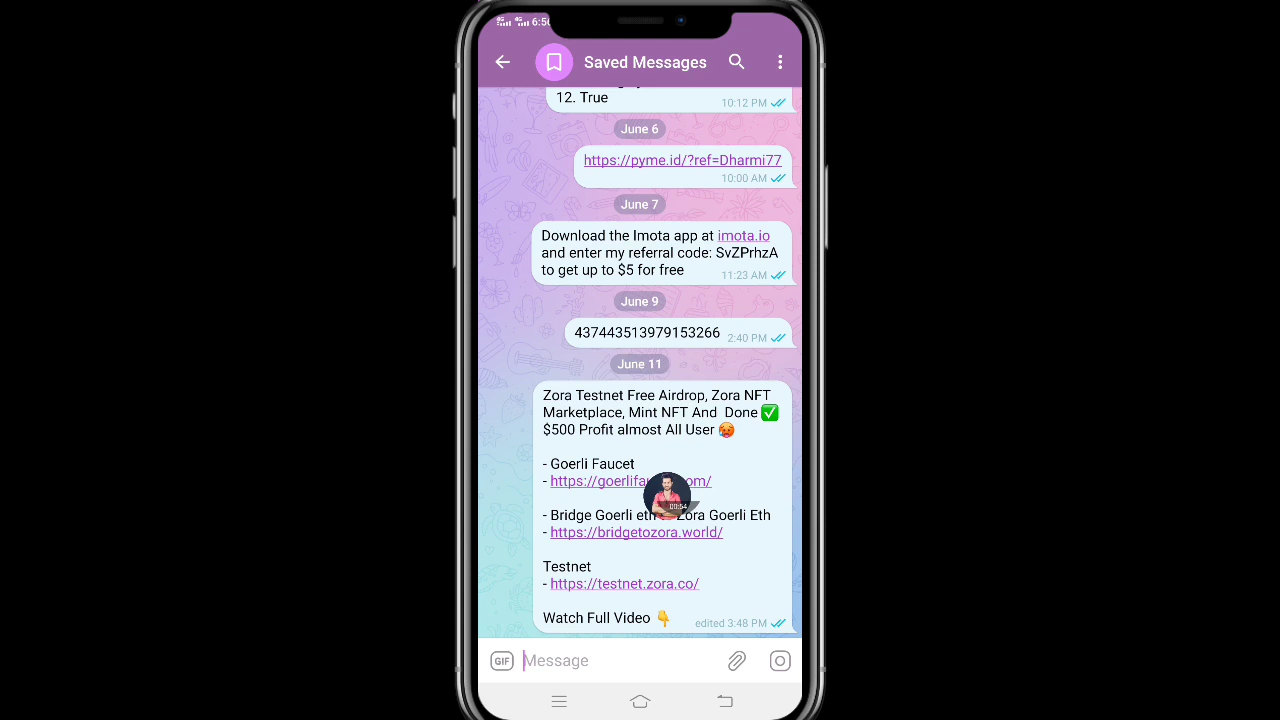 4G 4G 6:56
Saved Messages
12. True
10:12 PM
June 6
https://pyme.id/?ref=Dharmi77
10:00 AM
June 7
Download the Imota app at imota.io
and enter my referral code: SvZPrhzA
to get up to $5 for free
11:23 AM
June 9
437443513979153266
2:40 PM
June 11
Zora Testnet Free Airdrop, Zora NFT
Marketplace, Mint NFT And Done ✅
$500 Profit almost All User 🥵
- Goerli Faucet
- https://goerlifa om/
00:54
- Bridge Goerli eth Zora Goerli Eth
- https://bridgetozora.world/
Testnet
- https://testnet.zora.co/
Watch Full Video 👇
edited 3:48 PM
GIF Message